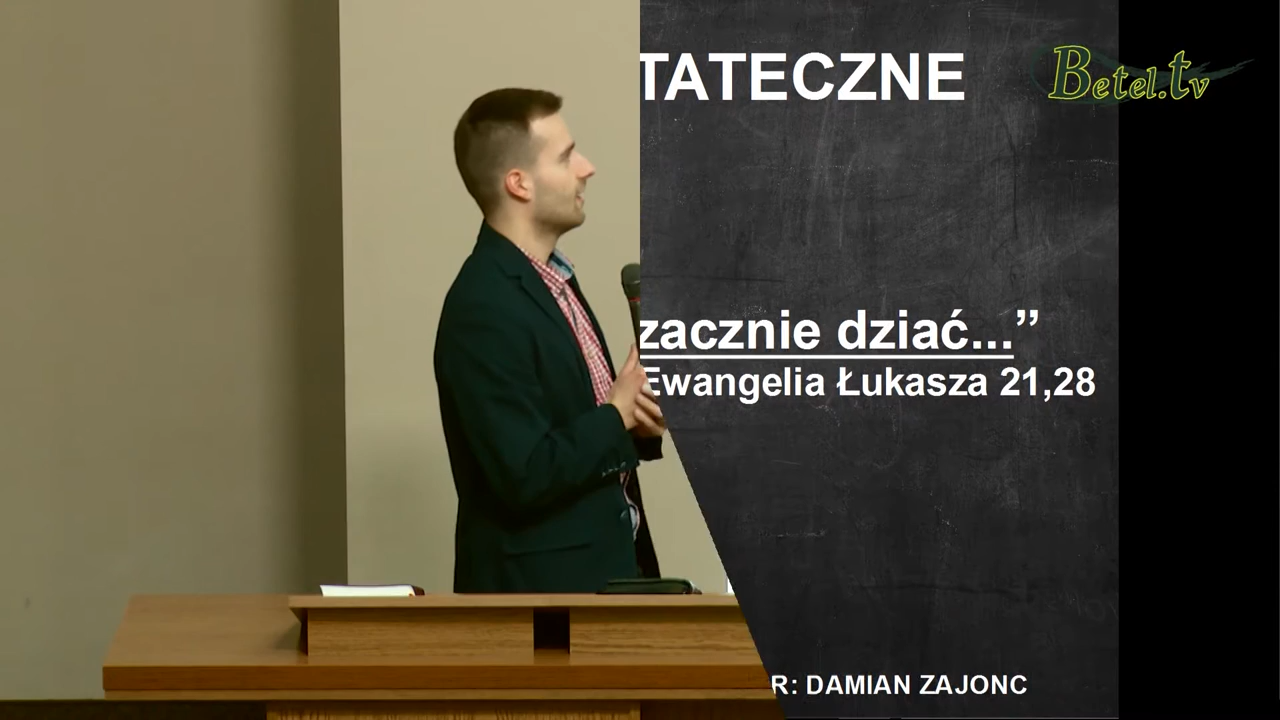 TATECZNE
Betel.tv
zacznie dziać...”
Ewangelia Łukasza 21,28
R: DAMIAN ZAJONC